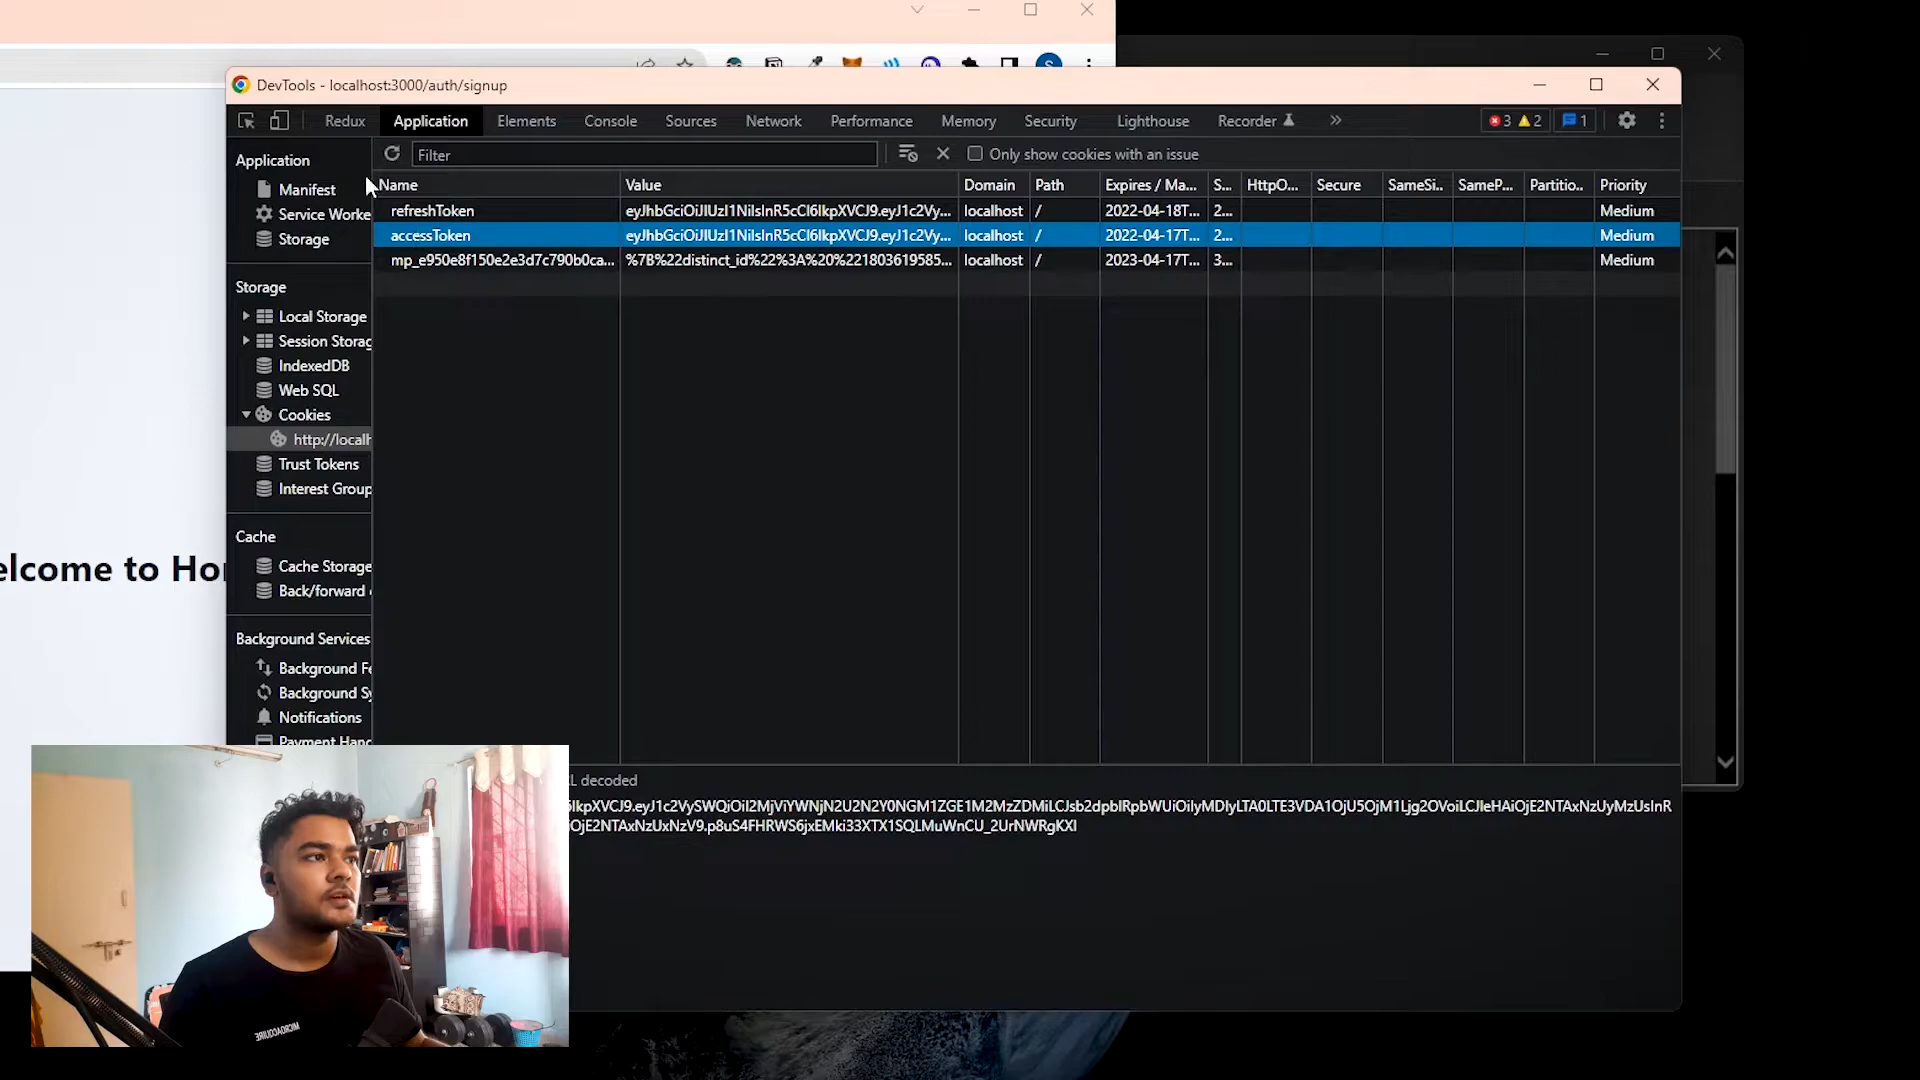 DevTools - localhost:3000/auth/signup
Redux Application Elements Console Sources Network Performance Memory Security Lighthouse Recorder 3 2 1
Application
Manifest
Service Worke
Storage
Storage
Local Storage
Session Storag
IndexedDB
Web SQL
Cookies
http://localh
Trust Tokens
Interest Group
Cache
Cache Storage
Back/forward
Background Services
Background Fe
Background Sy
Notifications
Payment Hand
Filter
Only show cookies with an issue
Name Value Domain Path Expires / Ma... S... HttpO... Secure SameSi.. SameP... Partitio.. Priority
refreshToken eyJhbGciOiJIUzI1NiIsInR5cCI6IkpXVCJ9.eyJ1c2Vy... localhost / 2022-04-18T... 2... Medium
accessToken eyJhbGciOiJIUzI1NiIsInR5cCI6IkpXVCJ9.eyJ1c2Vy... localhost / 2022-04-17T... 2... Medium
mp_e950e8f150e2e3d7c790b0ca... %7B%22distinct_id%22%3A%20%221803619585... localhost / 2023-04-17T... 3... Medium
decoded
elcome to Ho
S